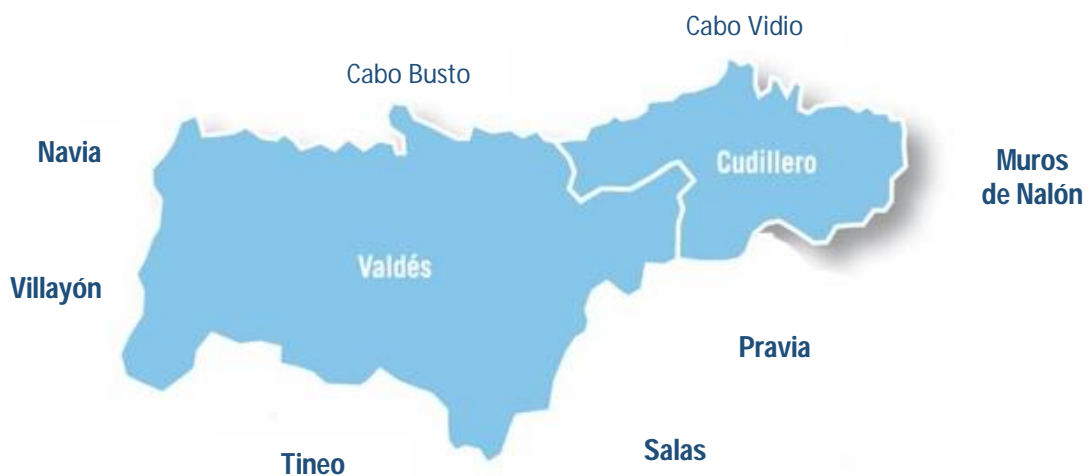 Cabo Vidio
Cabo Busto
Navia
Cudillero
Muros
de Nalón
Valdés
Villayón
Pravia
Salas
Tineo